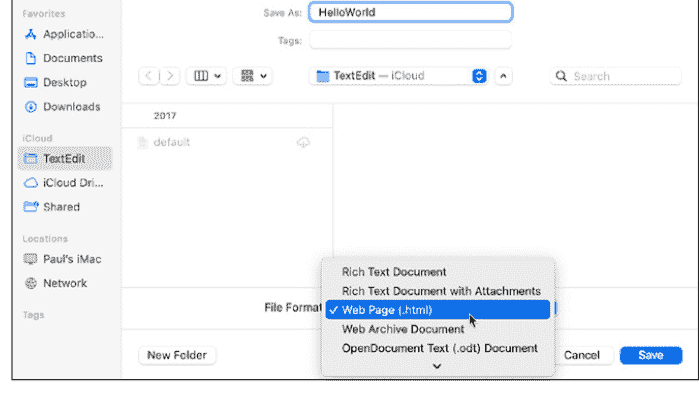 Favorites
Applicatio...
Documents
Desktop
Downloads
iCloud
TextEdit
iCloud Dri...
Shared
Locations
Paul's iMac
Network
Tags
Save As: HelloWorld
Tags:
TextEdit — iCloud
Search
2017
default
Rich Text Document
Rich Text Document with Attachments
File Format
✓ Web Page (.html)
Web Archive Document
OpenDocument Text (.odt) Document
New Folder
Cancel
Save